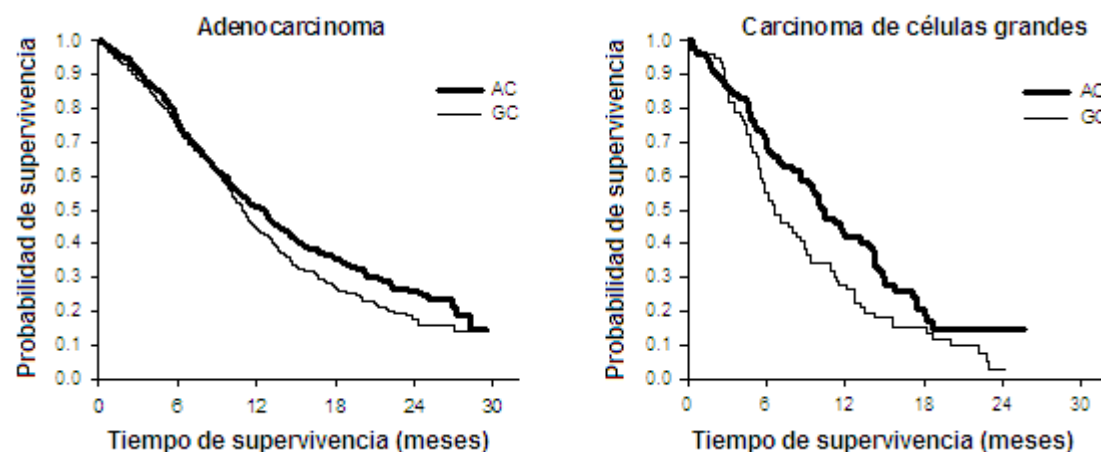 Adenocarcinoma
Probabilidad de supervivencia
1.0
0.9
0.8
0.7
0.6
0.5
0.4
0.3
0.2
0.1
0.0
AC
GC
0 6 12 18 24 30
Tiempo de supervivencia (meses)
Carcinoma de células grandes
Probabilidad de supervivencia
1.0
0.9
0.8
0.7
0.6
0.5
0.4
0.3
0.2
0.1
0.0
AC
GC
0 6 12 18 24 30
Tiempo de supervivencia (meses)